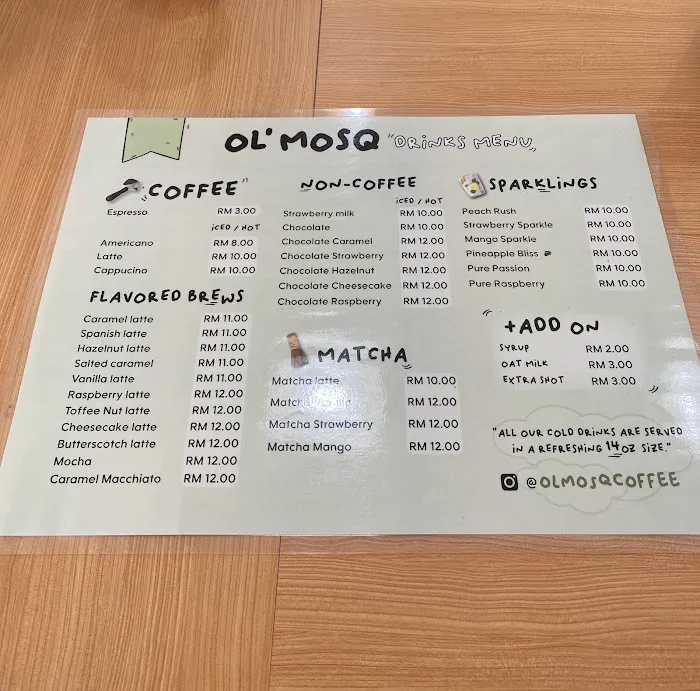 OL' MOSQ "DRINKS MENU"
COFFEE"
Espresso RM 3.00
ICED / HOT
Americano RM 8.00
Latte RM 10.00
Cappucino RM 10.00
FLAVORED BREWS
Caramel latte RM 11.00
Spanish latte RM 11.00
Hazelnut latte RM 11.00
Salted caramel RM 11.00
Vanilla latte RM 11.00
Raspberry latte RM 12.00
Toffee Nut latte RM 12.00
Cheesecake latte RM 12.00
Butterscotch latte RM 12.00
Mocha RM 12.00
Caramel Macchiato RM 12.00
NON-COFFEE
ICED / HOT
Strawberry milk RM 10.00
Chocolate RM 10.00
Chocolate Caramel RM 12.00
Chocolate Strawberry RM 12.00
Chocolate Hazelnut RM 12.00
Chocolate Cheesecake RM 12.00
Chocolate Raspberry RM 12.00
MATCHA
Matcha latte RM 10.00
Matcha RM 12.00
Matcha Strawberry RM 12.00
Matcha Mango RM 12.00
SPARKLINGS
Peach Rush RM 10.00
Strawberry Sparkle RM 10.00
Mango Sparkle RM 10.00
Pineapple Bliss RM 10.00
Pure Passion RM 10.00
Pure Raspberry RM 10.00
"+ADD ON
SYRUP RM 2.00
OAT MILK RM 3.00
EXTRA SHOT RM 3.00
"ALL OUR COLD DRINKS ARE SERVED
IN A REFRESHING 14OZ SIZE."
@OLMOSQCOFFEE